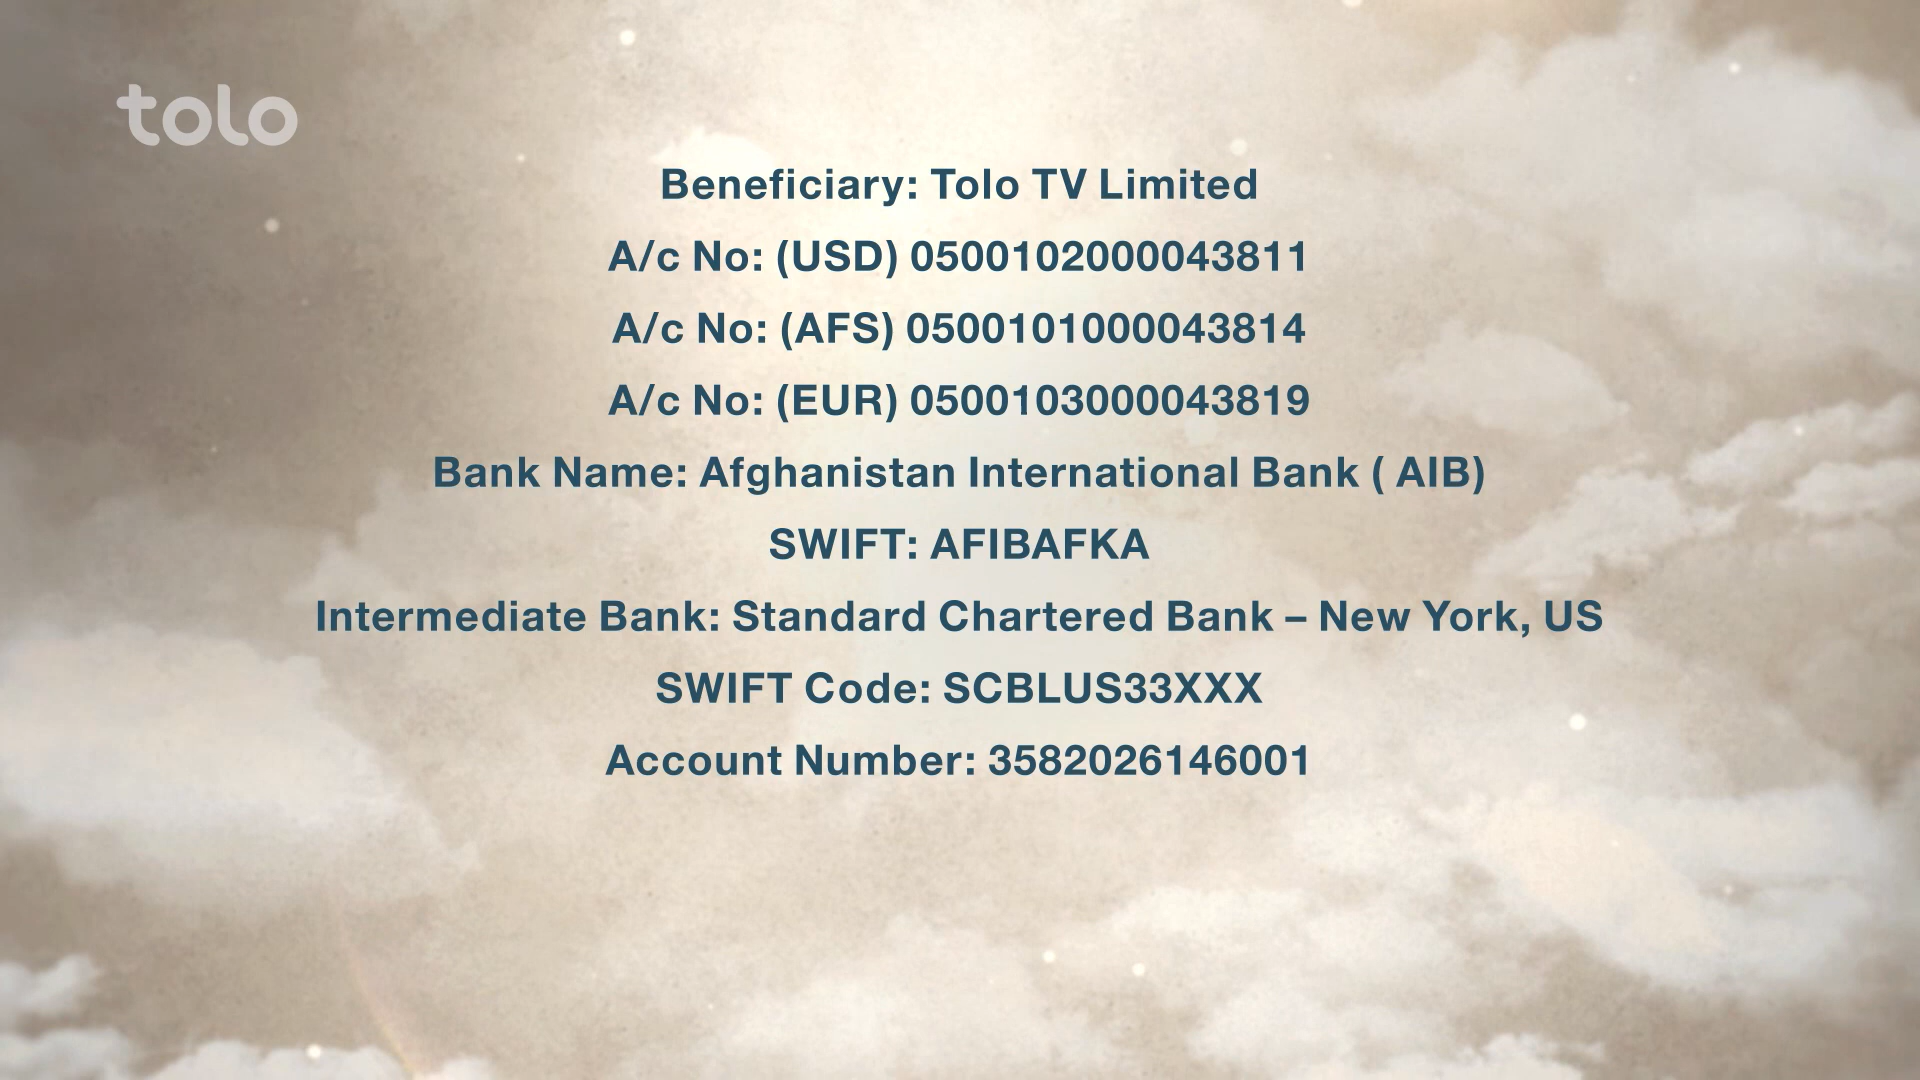 tolo
Beneficiary: Tolo TV Limited
A/c No: (USD) 0500102000043811
A/c No: (AFS) 0500101000043814
A/c No: (EUR) 0500103000043819
Bank Name: Afghanistan International Bank ( AIB)
SWIFT: AFIBAFKA
Intermediate Bank: Standard Chartered Bank – New York, US
SWIFT Code: SCBLUS33XXX
Account Number: 3582026146001